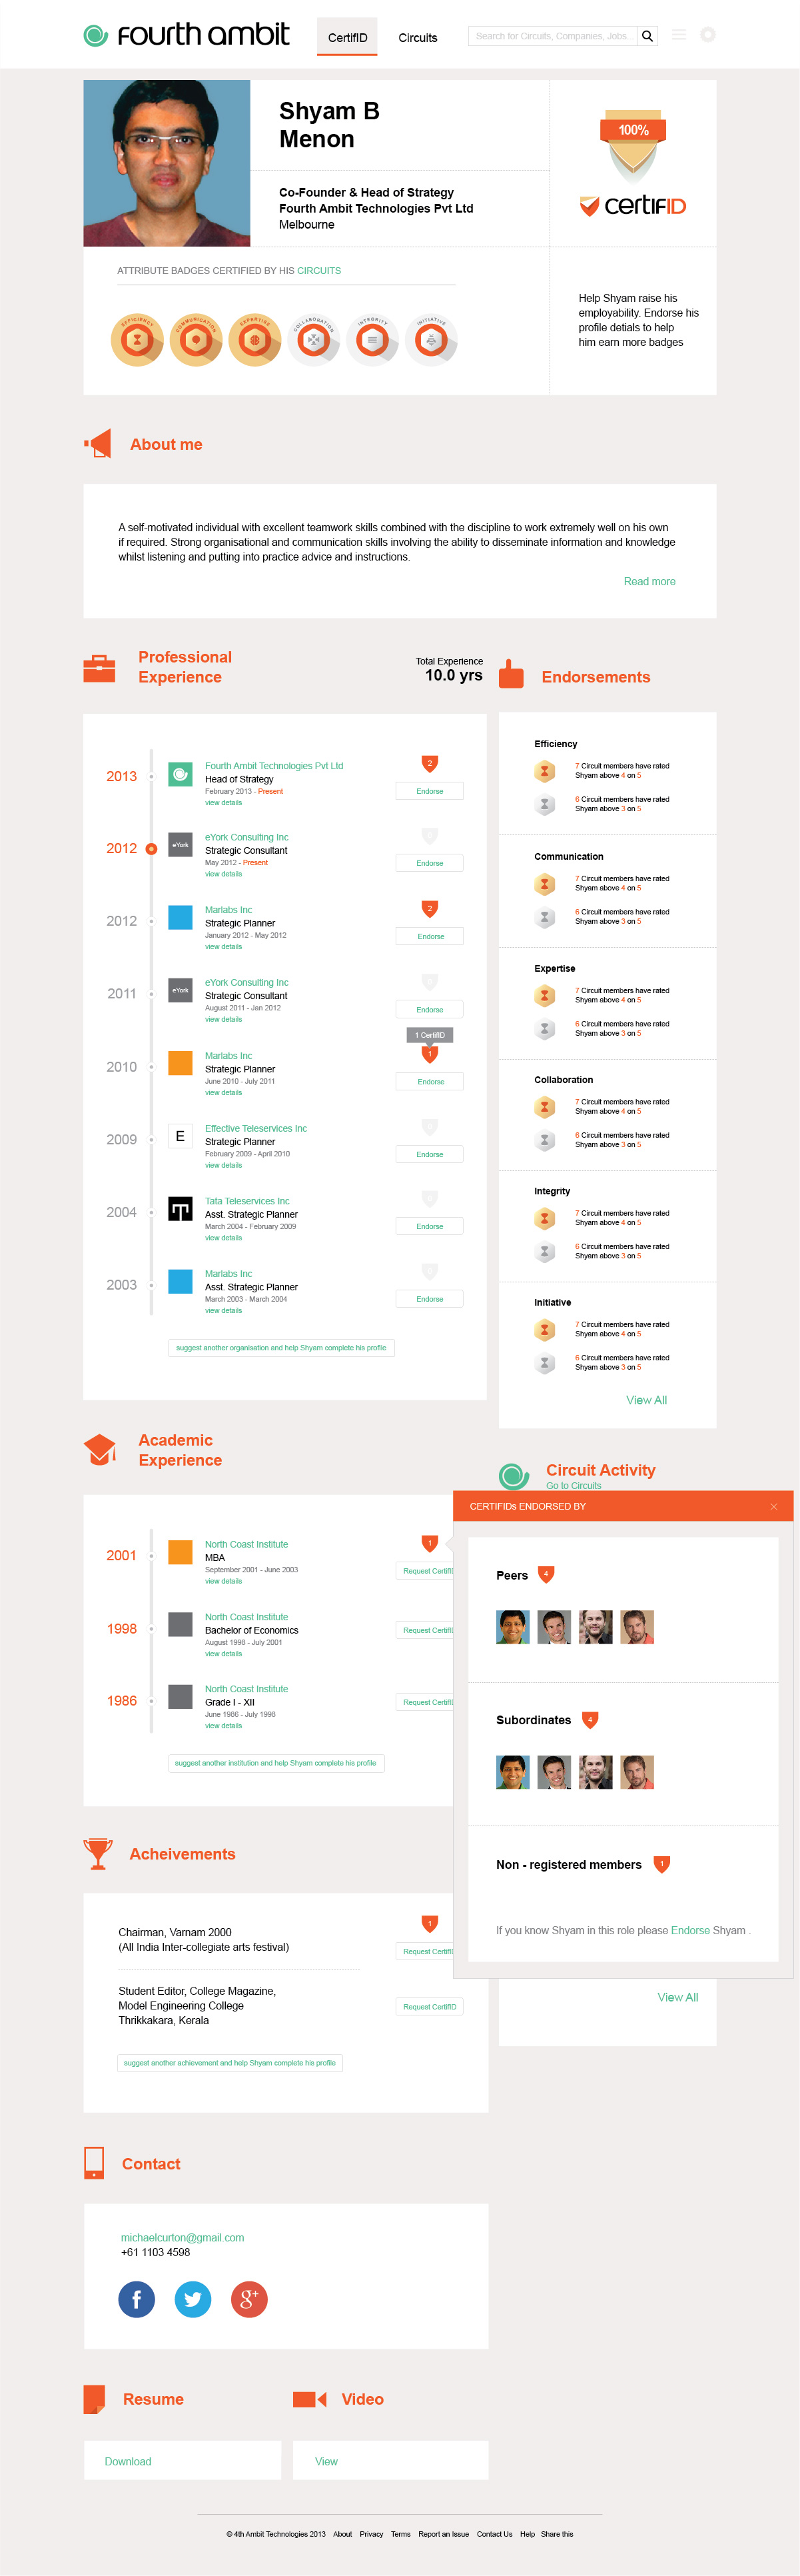 fourth ambit
CertifID
Circuits
Search for Circuits, Companies, Jobs...
Shyam B
Menon
Co-Founder & Head of Strategy
Fourth Ambit Technologies Pvt Ltd
Melbourne
100%
certifID
ATTRIBUTE BADGES CERTIFIED BY HIS CIRCUITS
EFFICIENCY
COMMUNICATION
EXPERTISE
COLLABORATION
INTEGRITY
INITIATIVE
Help Shyam raise his
employability. Endorse his
profile detials to help
him earn more badges
About me
A self-motivated individual with excellent teamwork skills combined with the discipline to work extremely well on his own
if required. Strong organisational and communication skills involving the ability to disseminate information and knowledge
whilst listening and putting into practice advice and instructions.
Read more
Professional
Experience
Total Experience
10.0 yrs
2013
Fourth Ambit Technologies Pvt Ltd
Head of Strategy
February 2013 - Present
view details
2
Endorse
2012
eYork
eYork Consulting Inc
Strategic Consultant
May 2012 - Present
view details
Endorse
2012
Marlabs Inc
Strategic Planner
January 2012 - May 2012
view details
2
Endorse
2011
eYork
eYork Consulting Inc
Strategic Consultant
August 2011 - Jan 2012
view details
Endorse
2010
Marlabs Inc
Strategic Planner
June 2010 - July 2011
view details
1 CertifID
1
Endorse
2009
E
Effective Teleservices Inc
Strategic Planner
February 2009 - April 2010
view details
Endorse
2004
Tata Teleservices Inc
Asst. Strategic Planner
March 2004 - February 2009
view details
Endorse
2003
Marlabs Inc
Asst. Strategic Planner
March 2003 - March 2004
view details
Endorse
suggest another organisation and help Shyam complete his profile
Endorsements
Efficiency
7 Circuit members have rated
Shyam above 4 on 5
6 Circuit members have rated
Shyam above 3 on 5
Communication
7 Circuit members have rated
Shyam above 4 on 5
6 Circuit members have rated
Shyam above 3 on 5
Expertise
7 Circuit members have rated
Shyam above 4 on 5
6 Circuit members have rated
Shyam above 3 on 5
Collaboration
7 Circuit members have rated
Shyam above 4 on 5
6 Circuit members have rated
Shyam above 3 on 5
Integrity
7 Circuit members have rated
Shyam above 4 on 5
6 Circuit members have rated
Shyam above 3 on 5
Initiative
7 Circuit members have rated
Shyam above 4 on 5
6 Circuit members have rated
Shyam above 3 on 5
View All
Academic
Experience
2001
North Coast Institute
MBA
September 2001 - June 2003
view details
1
Request CertifI
1998
North Coast Institute
Bachelor of Economics
August 1998 - July 2001
view details
Request CertifI
1986
North Coast Institute
Grade I - XII
June 1986 - July 1998
view details
Request CertifI
suggest another institution and help Shyam complete his profile
Circuit Activity
Go to Circuits
CERTIFIDs ENDORSED BY
Peers
4
Subordinates
4
Non - registered members
1
If you know Shyam in this role please Endorse Shyam .
View All
Acheivements
Chairman, Varnam 2000
(All India Inter-collegiate arts festival)
1
Request CertifI
Student Editor, College Magazine,
Model Engineering College
Thrikkakara, Kerala
Request CertifID
suggest another achievement and help Shyam complete his profile
Contact
michaelcurton@gmail.com
+61 1103 4598
f
g+
Resume
Download
Video
View
© 4th Ambit Technologies 2013 About Privacy Terms Report an Issue Contact Us Help Share this